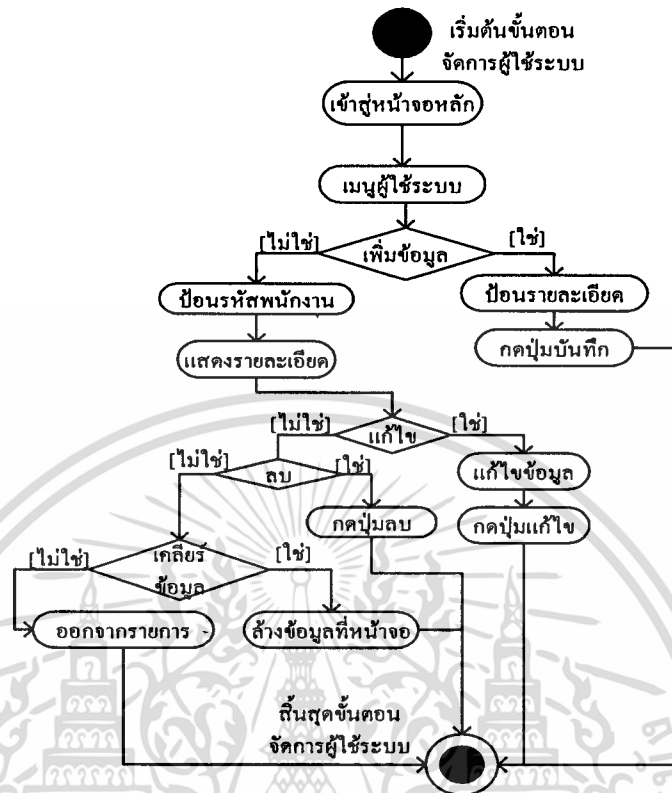 เริ่มต้นขั้นตอน
จัดการผู้ใช้ระบบ
เข้าสู่หน้าจอหลัก
เมนูผู้ใช้ระบบ
[ไม่ใช่]
เพิ่มข้อมูล
[ใช่]
ป้อนรหัสพนักงาน
ป้อนรายละเอียด
แสดงรายละเอียด
กดปุ่มบันทึก
[ไม่ใช่]
แก้ไข
[ใช่]
[ไม่ใช่]
ลบ
[ใช่]
แก้ไขข้อมูล
กดปุ่มลบ
กดปุ่มแก้ไข
[ไม่ใช่]
เคลียร์
ข้อมูล
[ใช่]
ออกจากรายการ
ล้างข้อมูลที่หน้าจอ
สิ้นสุดขั้นตอน
จัดการผู้ใช้ระบบ